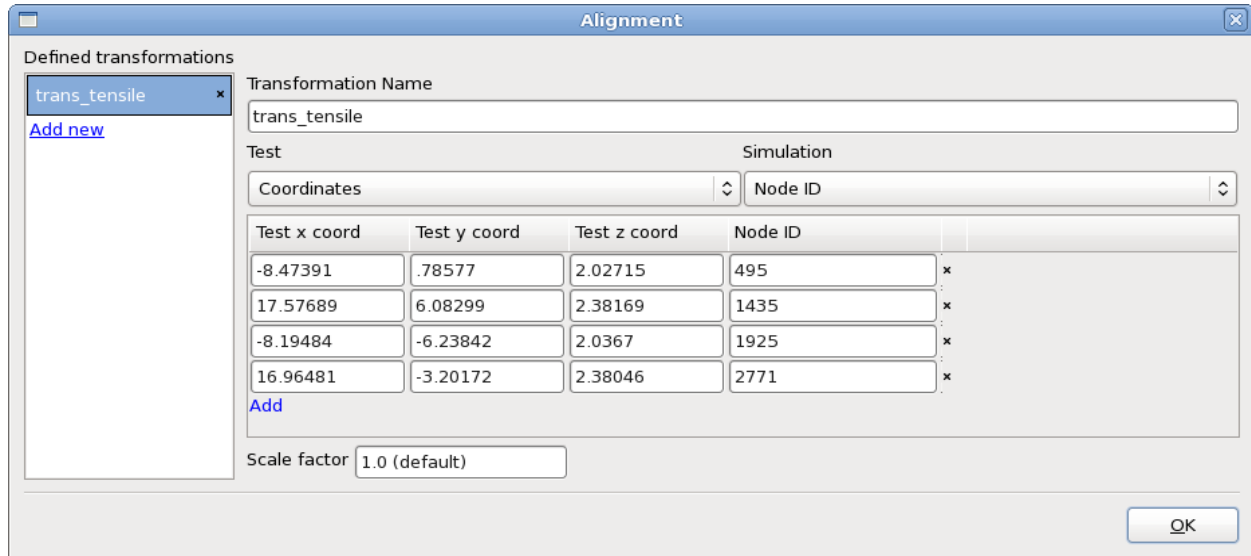 Alignment
Defined transformations
trans_tensile ×
Add new
Transformation Name
trans_tensile
Test Simulation
Coordinates Node ID
Test x coord Test y coord Test z coord Node ID
-8.47391 .78577 2.02715 495 ×
17.57689 6.08299 2.38169 1435 ×
-8.19484 -6.23842 2.0367 1925 ×
16.96481 -3.20172 2.38046 2771 ×
Add
Scale factor 1.0 (default)
OK